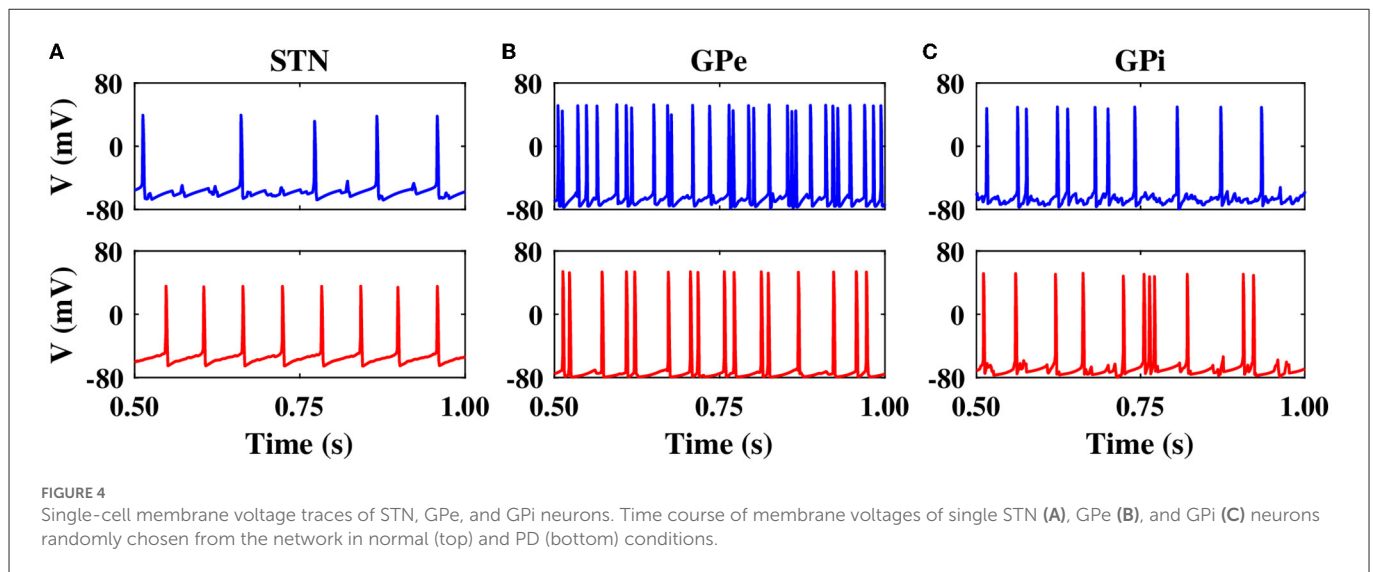 A
STN
B
GPe
C
GPi
80
0
-80
V (mV)
80
0
-80
80
0
-80
80
0
-80
V (mV)
0.50
0.75
1.00
Time (s)
80
0
-80
0.50
0.75
1.00
Time (s)
80
0
-80
0.50
0.75
1.00
Time (s)
FIGURE 4
Single-cell membrane voltage traces of STN, GPe, and GPi neurons. Time course of membrane voltages of single STN (A), GPe (B), and GPi (C) neurons
randomly chosen from the network in normal (top) and PD (bottom) conditions.